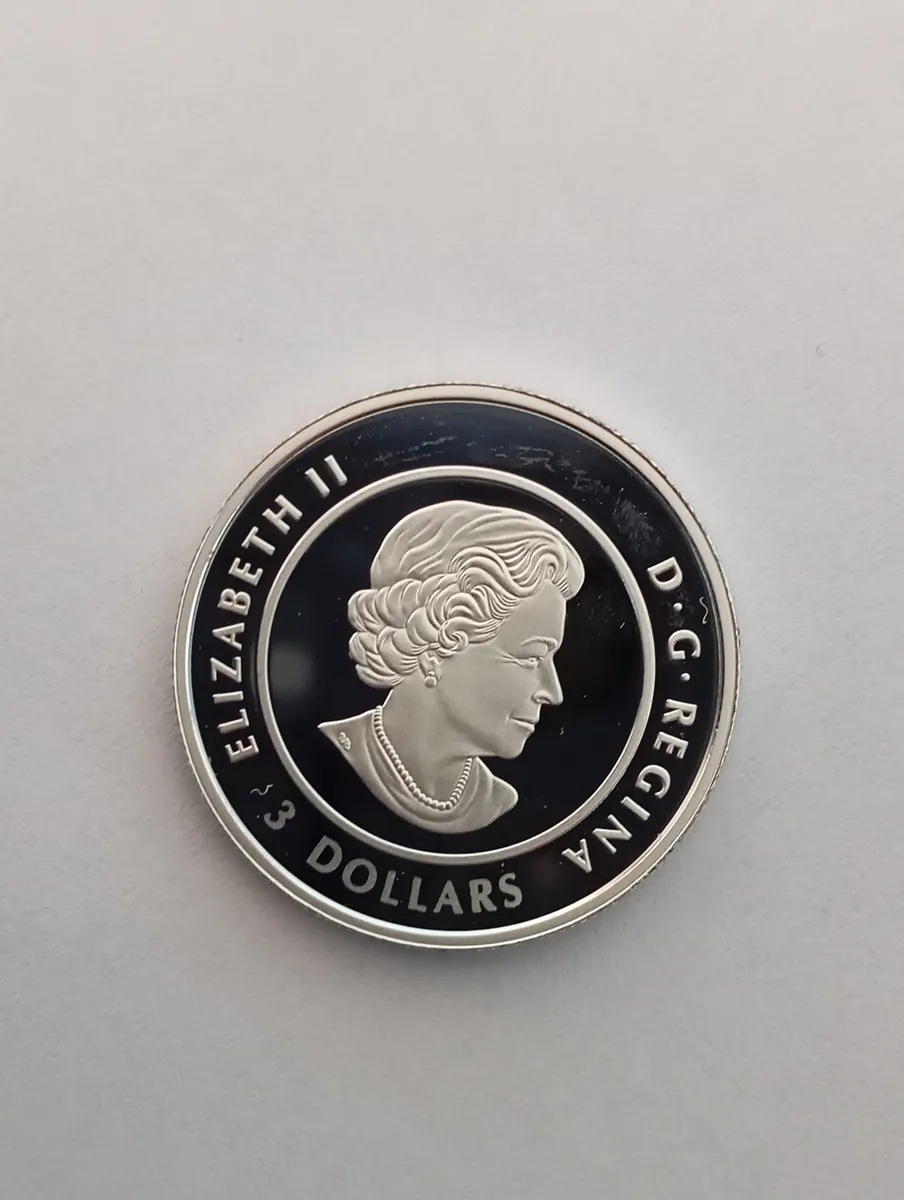 ELIZABETH II
D·G·REGINA
3 DOLLARS